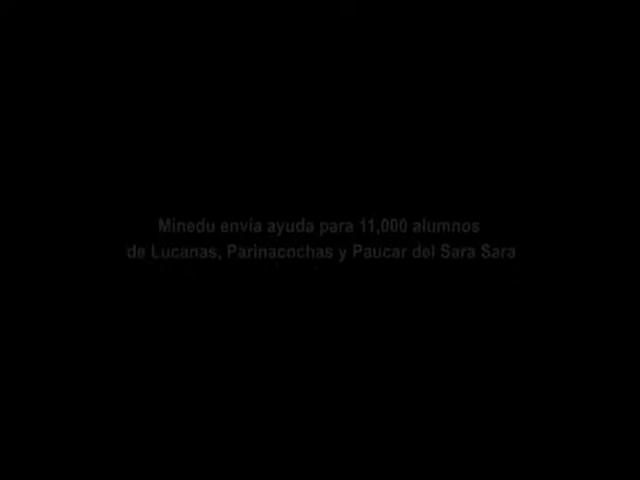 Minedu envía ayuda para 11,000 alumnos
de Lucanas, Parinacochas y Paucar del Sara Sara